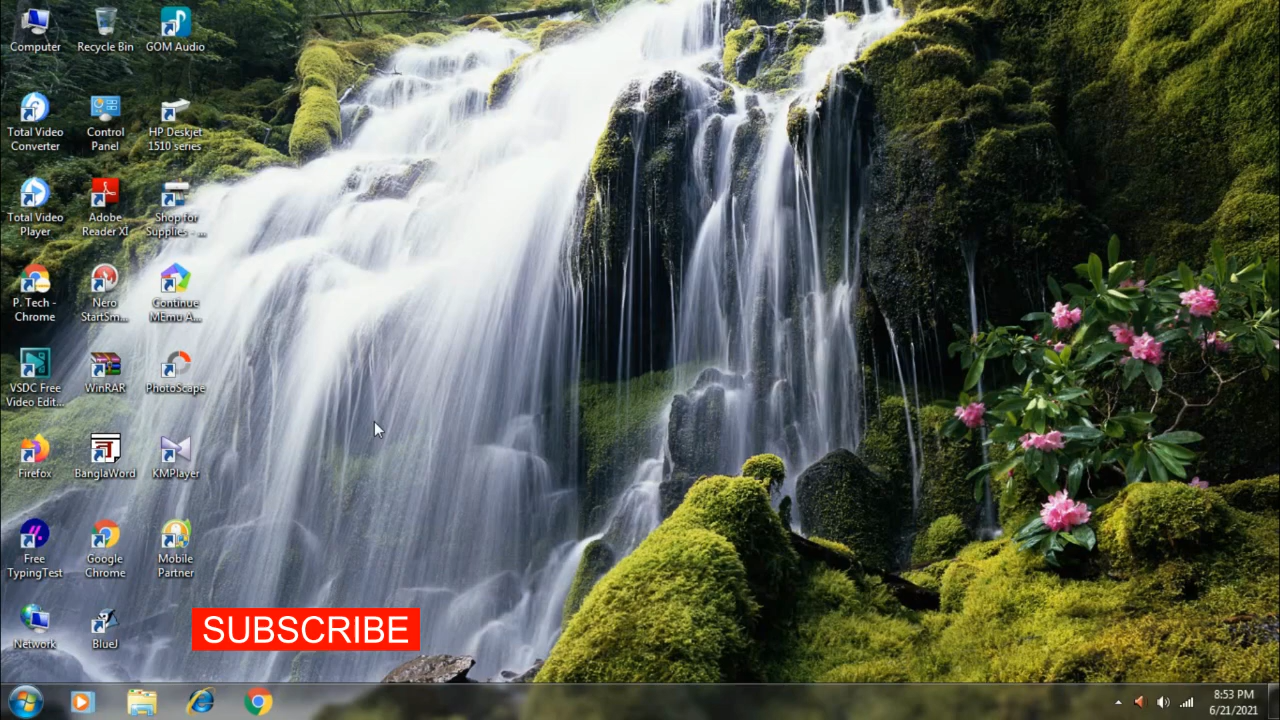 Computer
Recycle Bin
GOM Audio
Total Video
Converter
Control
Panel
HP Deskjet
1510 series
Total Video
Player
Adobe
Reader XI
Shop for
Supplies - ...
P. Tech -
Chrome
Nero
StartSm...
Continue
MEmu A...
VSDC Free
Video Edit...
WinRAR
PhotoScape
Firefox
BanglaWord
KMPlayer
Free
TypingTest
Google
Chrome
Mobile
Partner
Network
BlueJ
SUBSCRIBE
8:53 PM
6/21/2021